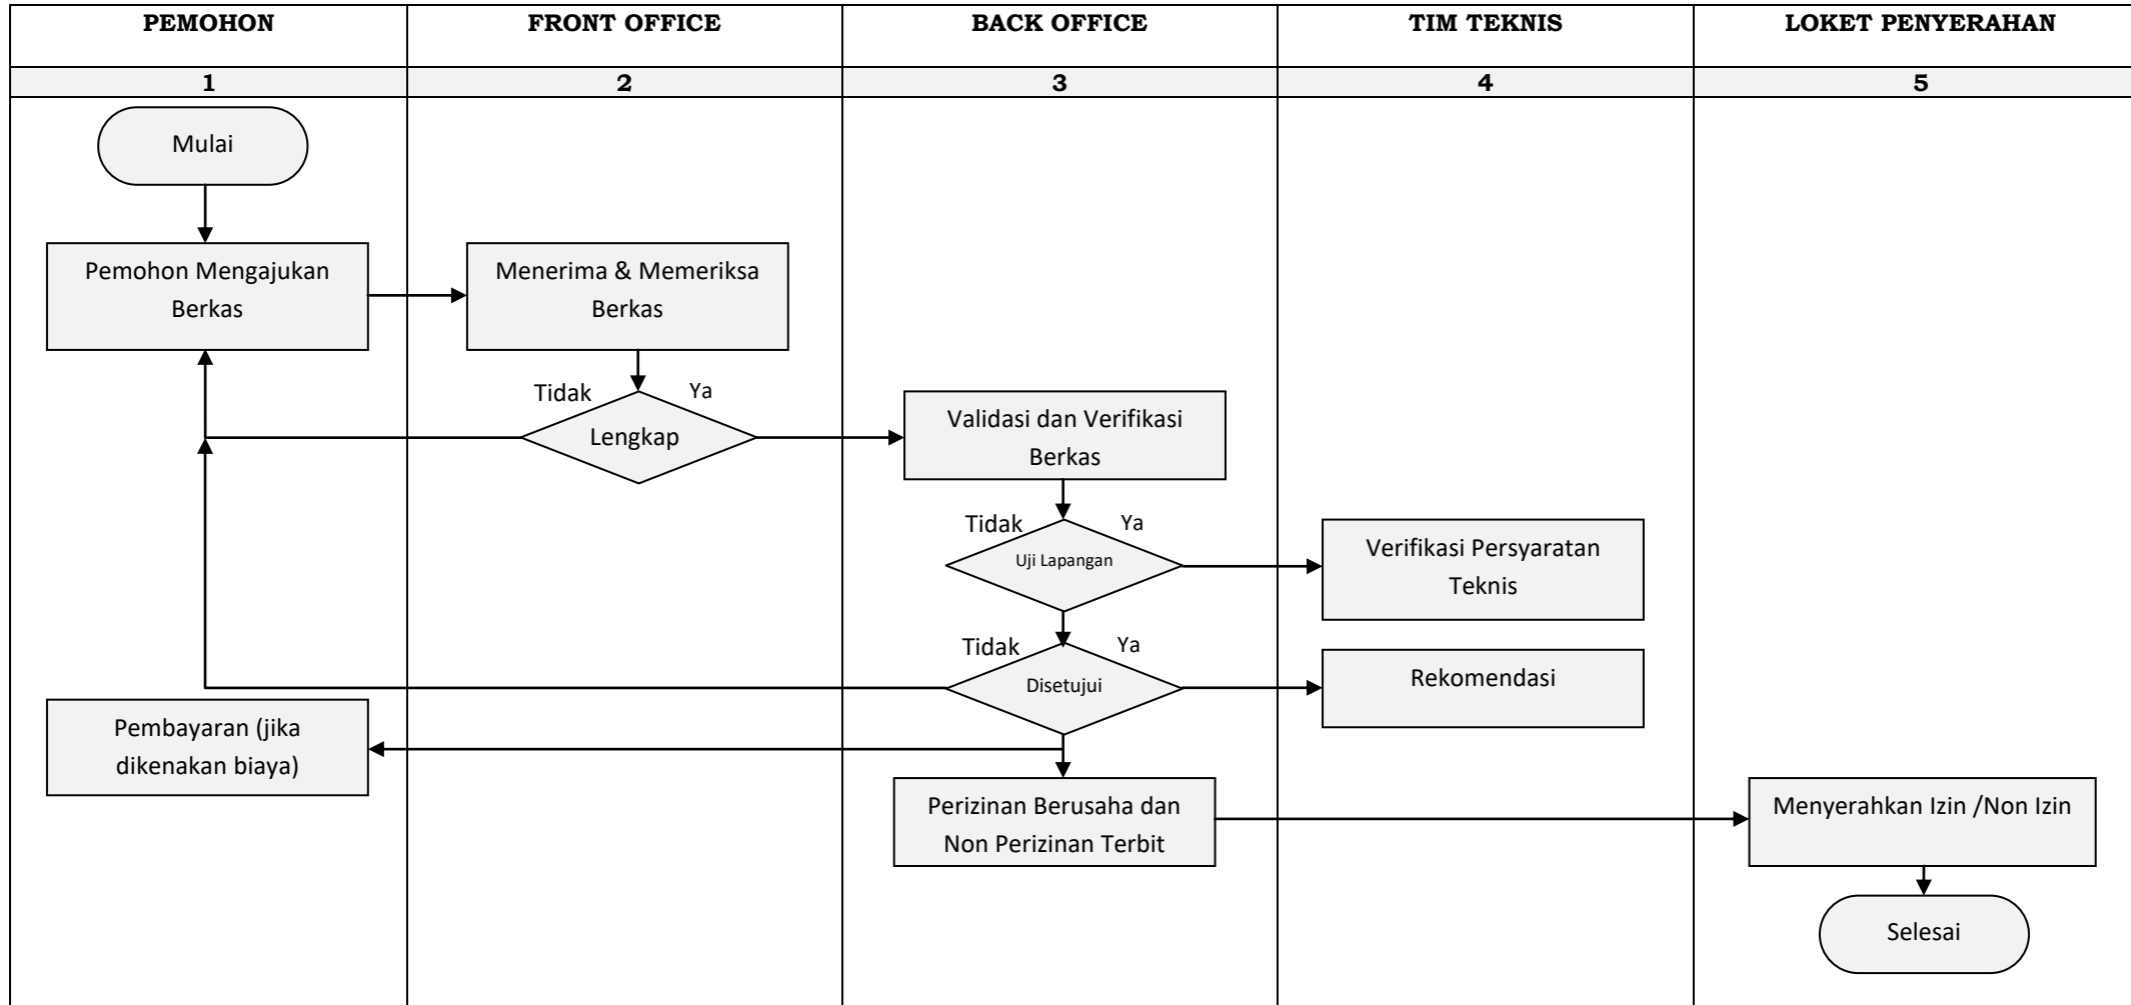 PEMOHON
FRONT OFFICE
BACK OFFICE
TIM TEKNIS
LOKET PENYERAHAN
1
2
3
4
5
Mulai
Pemohon Mengajukan
Berkas
Menerima & Memeriksa
Berkas
Tidak
Ya
Lengkap
Validasi dan Verifikasi
Berkas
Tidak
Ya
Uji Lapangan
Verifikasi Persyaratan
Teknis
Tidak
Ya
Disetujui
Rekomendasi
Pembayaran (jika
dikenakan biaya)
Perizinan Berusaha dan
Non Perizinan Terbit
Menyerahkan Izin /Non Izin
Selesai